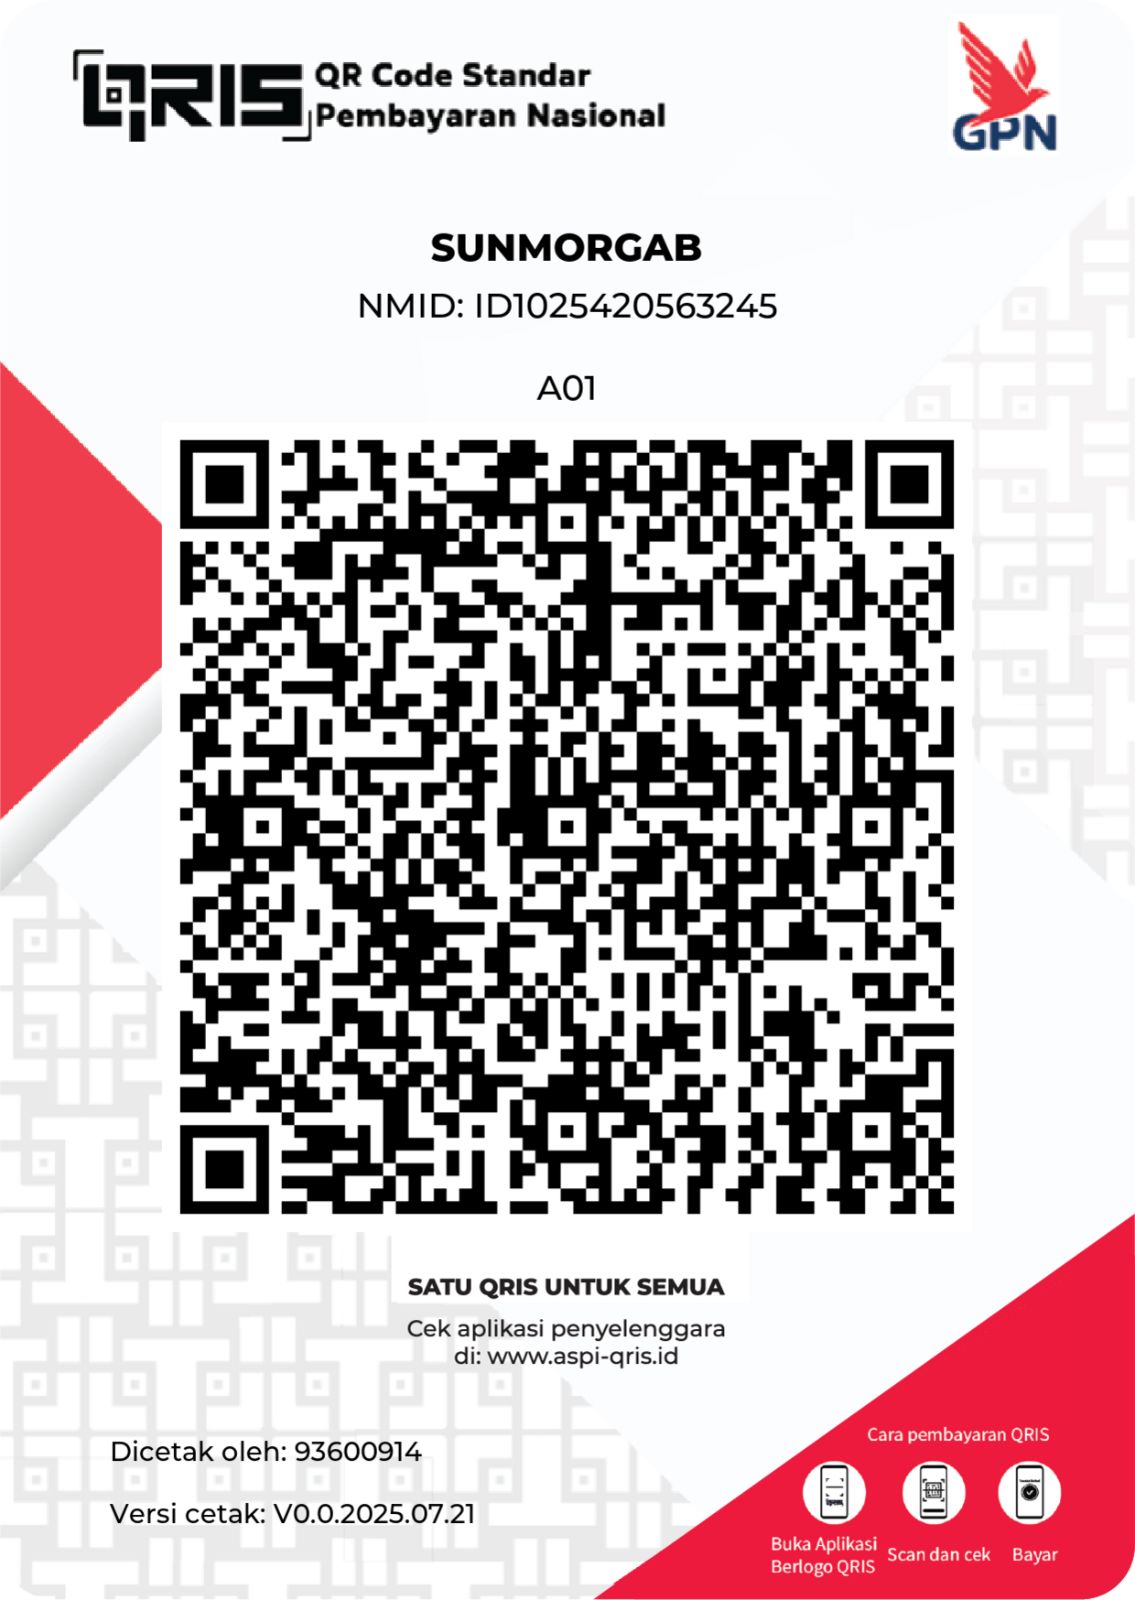 QRIS
QR Code Standar
Pembayaran Nasional
GPN
SUNMORGAB
NMID: ID1025420563245
A01
SATU QRIS UNTUK SEMUA
Cek aplikasi penyelenggara
di: www.aspi-qris.id
Dicetak oleh: 93600914
Versi cetak: V0.0.2025.07.21
Cara pembayaran QRIS
Buka Aplikasi
Berlogo QRIS
Scan dan cek
Bayar